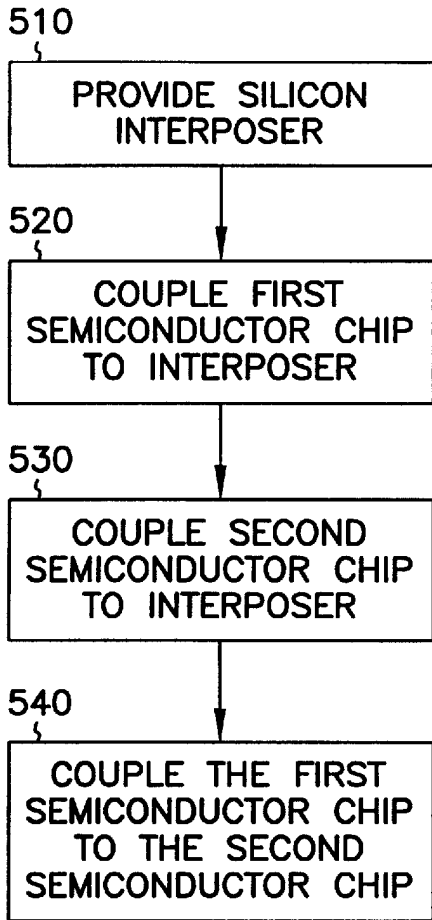 510
PROVIDE SILICON
INTERPOSER
520
COUPLE FIRST
SEMICONDUCTOR CHIP
TO INTERPOSER
530
COUPLE SECOND
SEMICONDUCTOR CHIP
TO INTERPOSER
540
COUPLE THE FIRST
SEMICONDUCTOR CHIP
TO THE SECOND
SEMICONDUCTOR CHIP